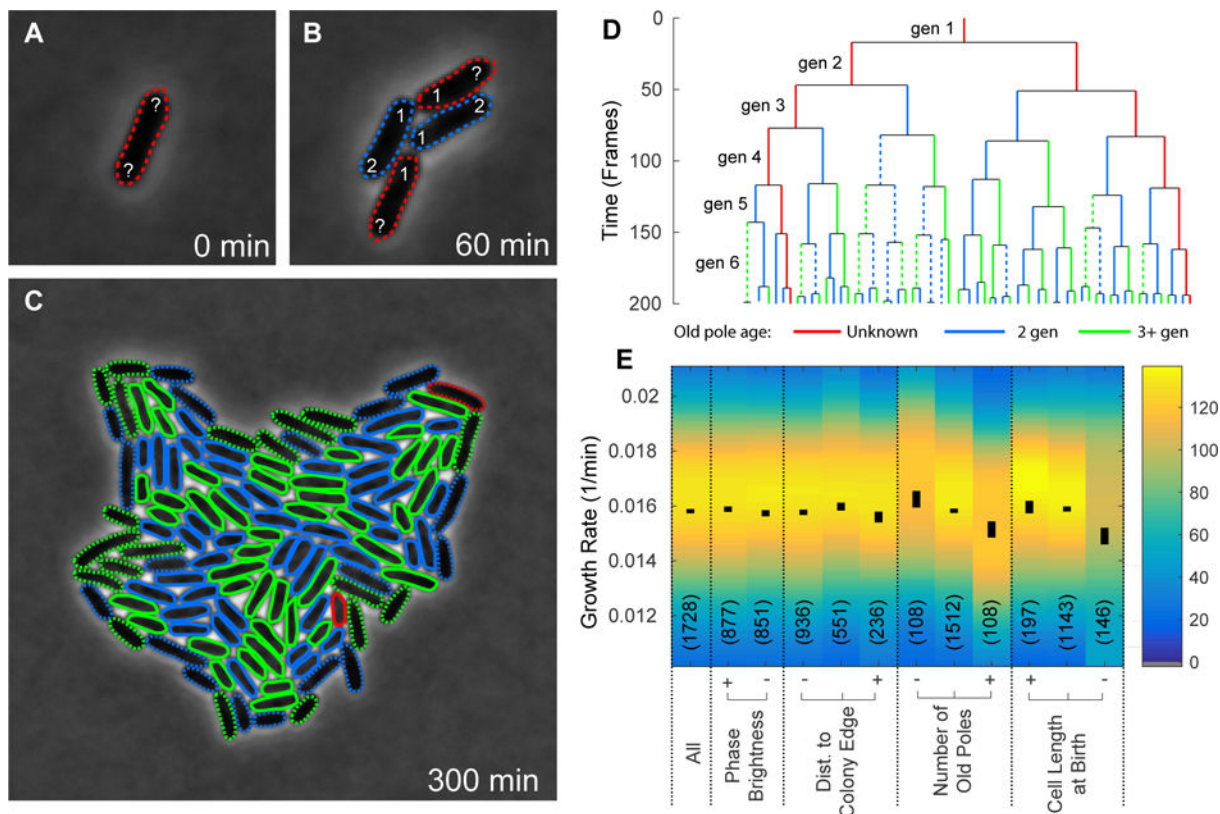 A
?
?
0 min
B
?
1
1
2
1
2
1
?
60 min
C
300 min
D
0
50
100
150
200
Time (Frames)
gen 1
gen 2
gen 3
gen 4
gen 5
gen 6
Old pole age:
Unknown
2 gen
3+ gen
E
0.02
0.018
0.016
0.014
0.012
Growth Rate (1/min)
(1728)
(877)
(851)
(936)
(551)
(236)
(108)
(1512)
(108)
(197)
(1143)
(146)
120
100
80
60
40
20
0
+ -
- +
- +
+ -
All
Phase
Brightness
Dist. to
Colony Edge
Number of
Old Poles
Cell Length
at Birth